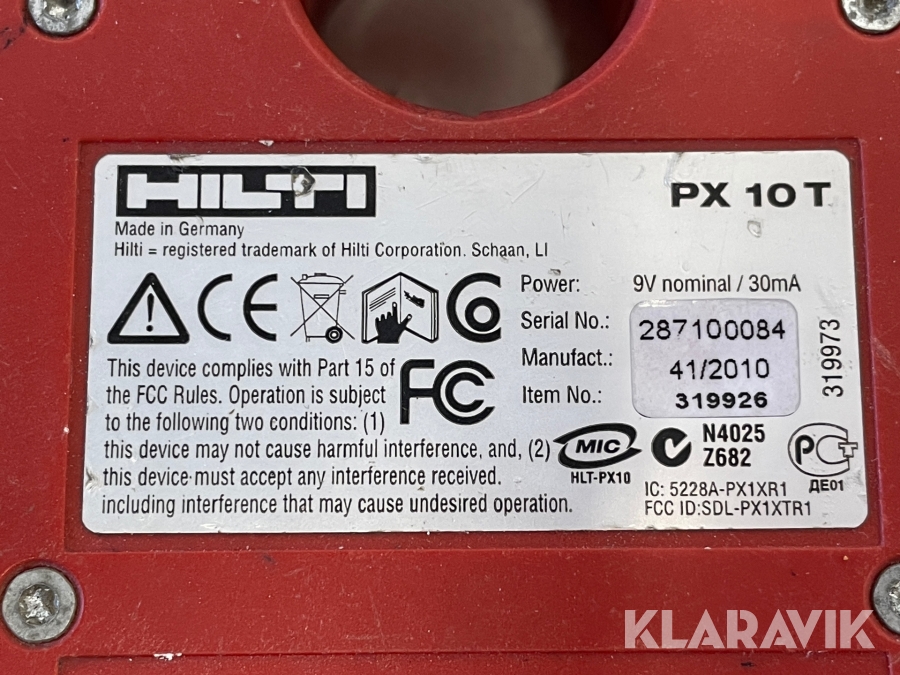 HILTI
PX 10 T
Made in Germany
Hilti = registered trademark of Hilti Corporation. Schaan, LI
Power: 9V nominal / 30mA
Serial No.: 287100084
Manufact.: 41/2010
Item No.: 319926
319973
This device complies with Part 15 of
the FCC Rules. Operation is subject
to the following two conditions: (1)
this device may not cause harmful interference, and, (2)
this device must accept any interference received.
including interference that may cause undesired operation.
CE
FC
MIC
HLT-PX10
N4025
Z682
РСТ
ДЕ01
IC: 5228A-PX1XR1
FCC ID:SDL-PX1XTR1
KLARAVIK